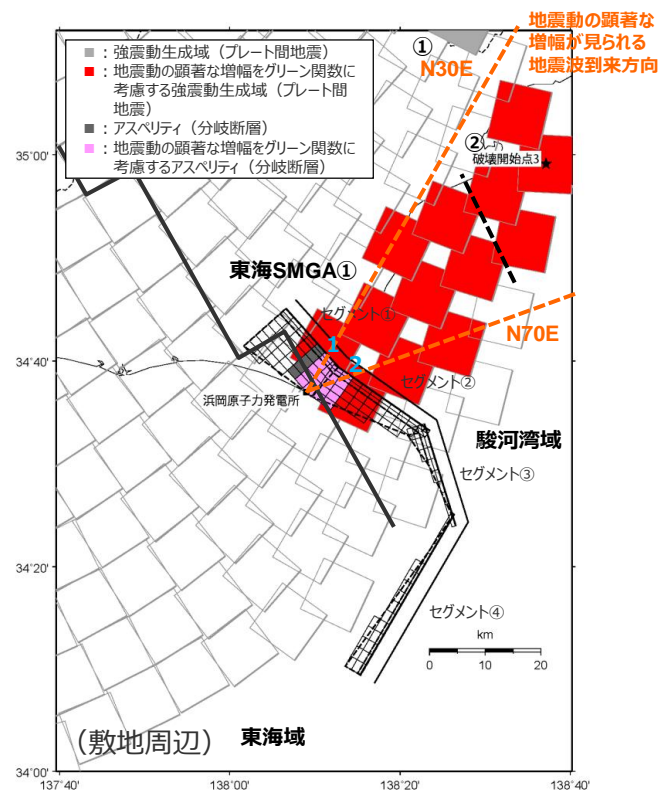 ■ : 強震動生成域(プレート間地震)
■ : 地震動の顕著な増幅をグリーン関数に
考慮する強震動生成域(プレート間
地震)
■ : アスペリティ(分岐断層)
■ : 地震動の顕著な増幅をグリーン関数に
考慮するアスペリティ(分岐断層)
地震動の顕著な
増幅が見られる
地震波到来方向
①
N30E
②
破壊開始点3
35°00'
東海SMGA①
セグメント①
1
2
N70E
34°40'
セグメント②
浜岡原子力発電所
駿河湾域
セグメント③
34°20'
セグメント④
km
0 10 20
(敷地周辺)
東海域
34°00'
137°40' 138°00' 138°20' 138°40'